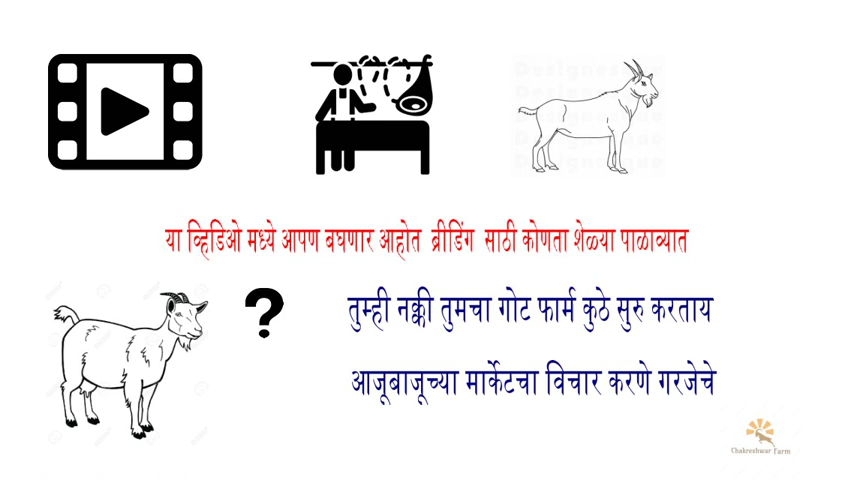 या व्हिडिओ मध्ये आपण बघणार आहोत ब्रीडिंग साठी कोणता शेळ्या पाळाव्यात
तुम्ही नक्की तुमचा गोट फार्म कुठे सुरु करताय
आजूबाजूच्या मार्केटचा विचार करणे गरजेचे
?
Chakreshwar Farm